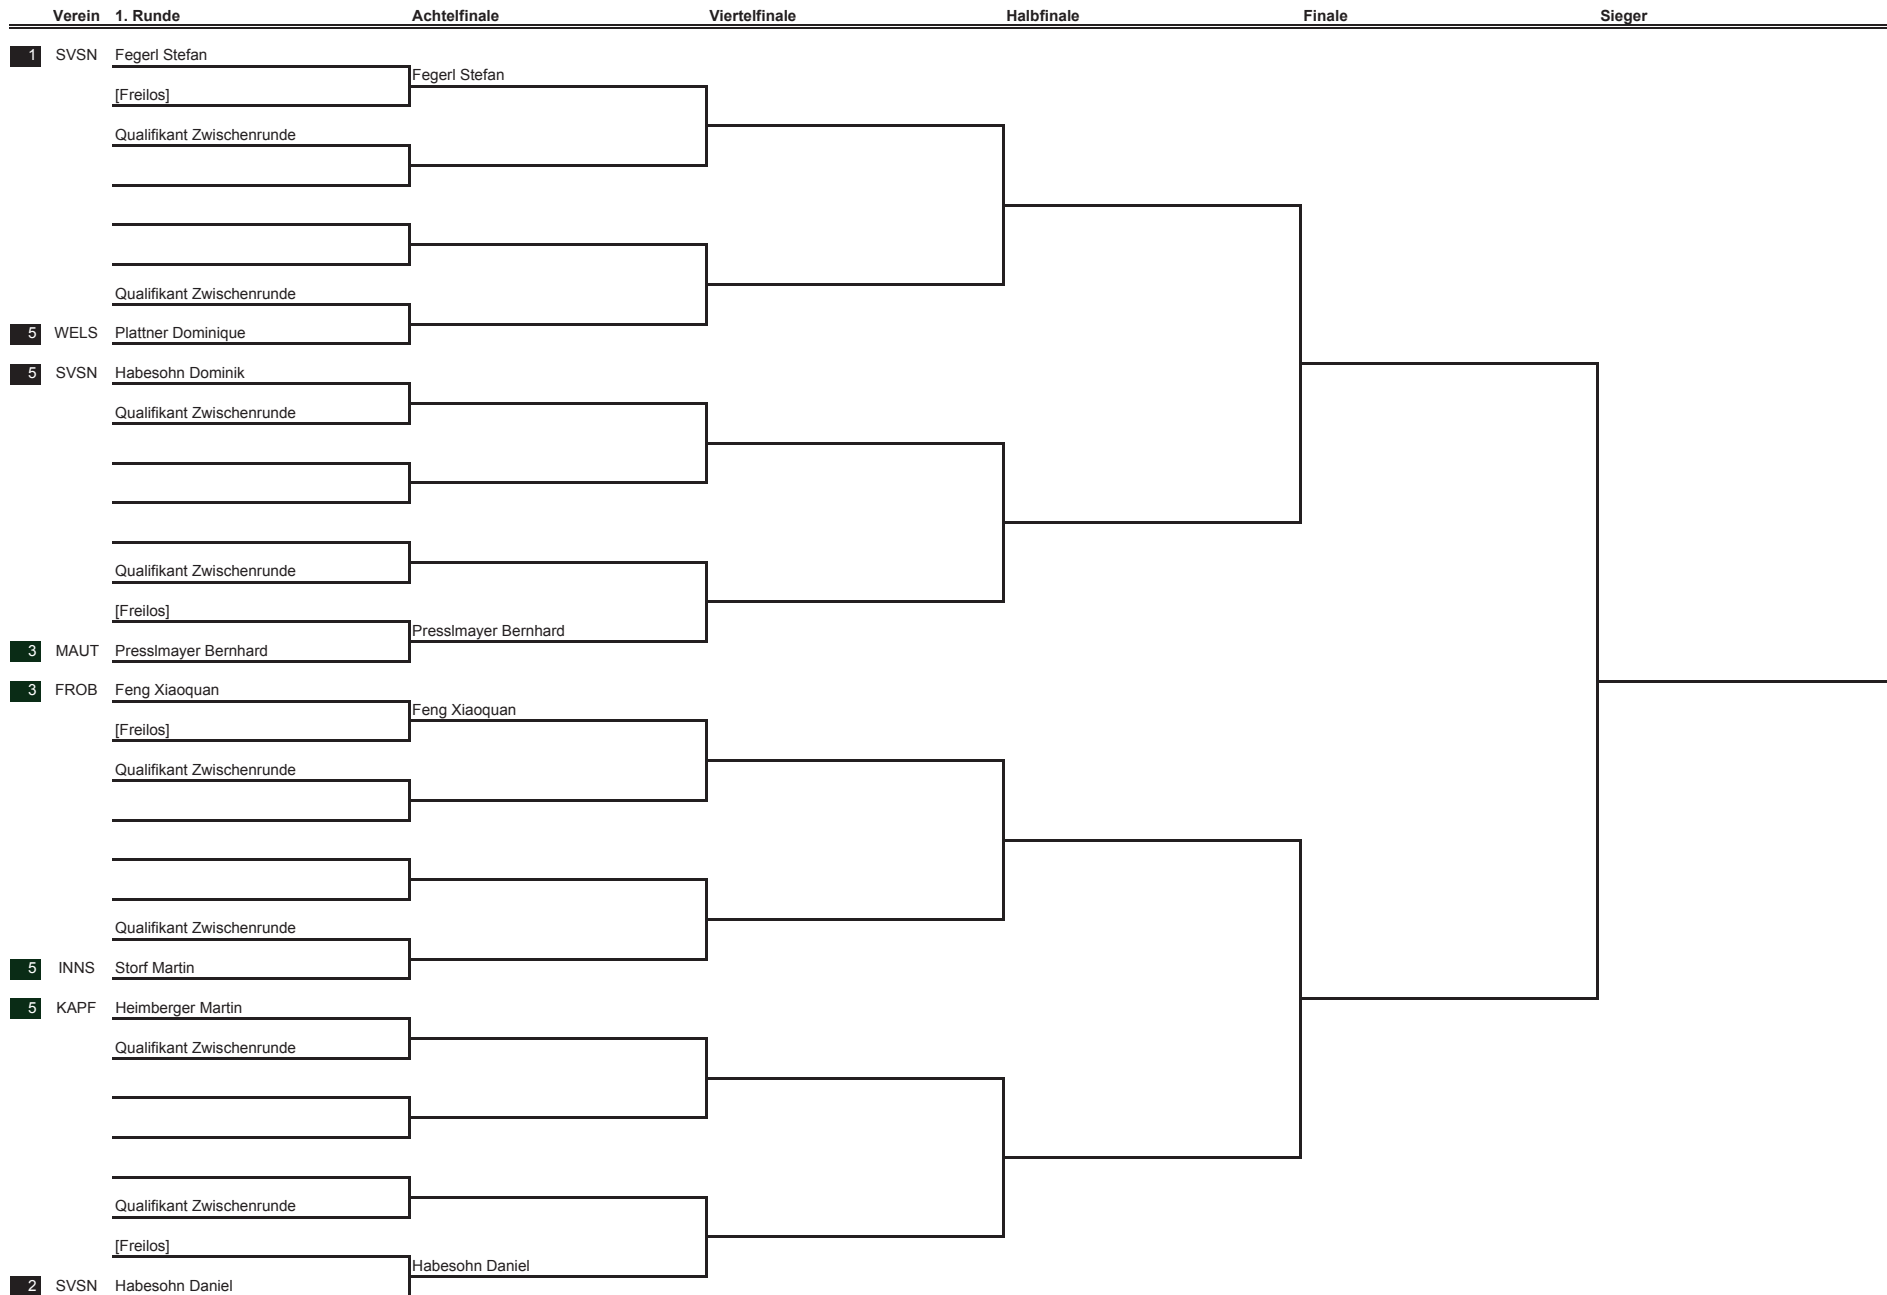 Verein 1. Runde Achtelfinale Viertelfinale Halbfinale Finale Sieger
1 SVSN Fegerl Stefan
Fegerl Stefan
[Freilos]
Qualifikant Zwischenrunde
Qualifikant Zwischenrunde
5 WELS Plattner Dominique
5 SVSN Habesohn Dominik
Qualifikant Zwischenrunde
Qualifikant Zwischenrunde
[Freilos]
Presslmayer Bernhard
3 MAUT Presslmayer Bernhard
3 FROB Feng Xiaoquan
Feng Xiaoquan
[Freilos]
Qualifikant Zwischenrunde
Qualifikant Zwischenrunde
5 INNS Storf Martin
5 KAPF Heimberger Martin
Qualifikant Zwischenrunde
Qualifikant Zwischenrunde
[Freilos]
Habesohn Daniel
2 SVSN Habesohn Daniel